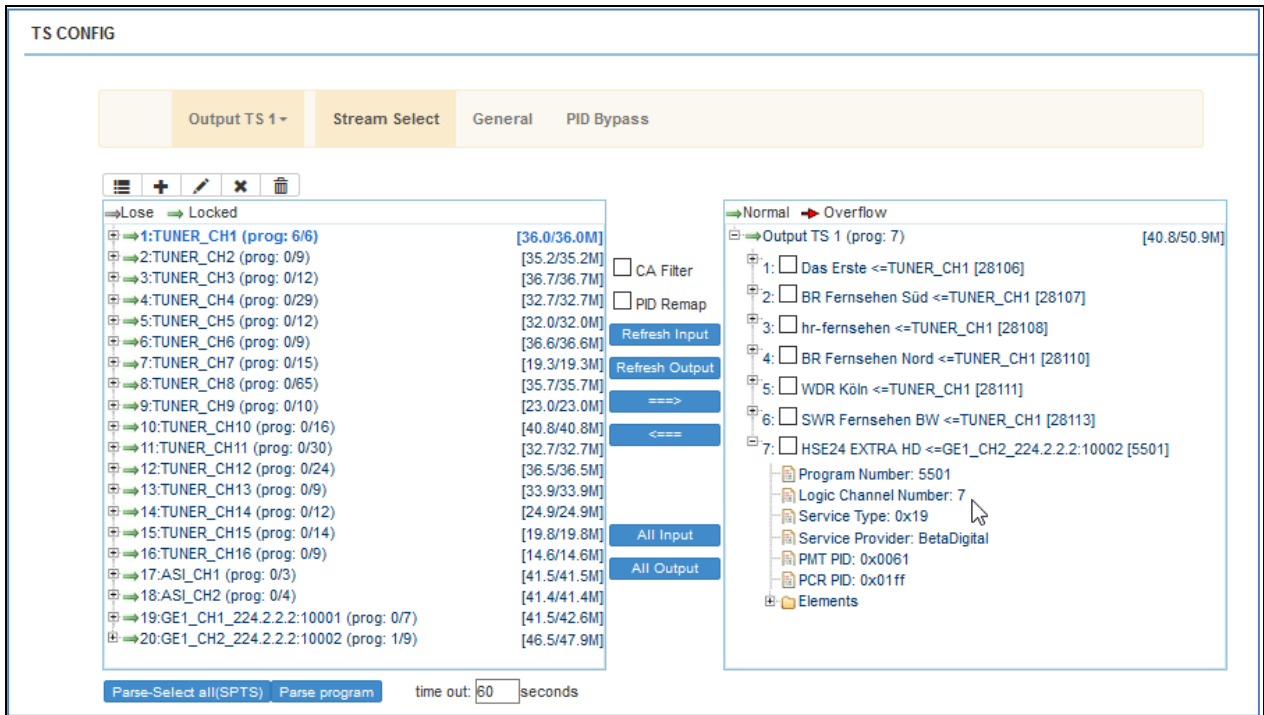 TS CONFIG
Output TS 1 Stream Select General PID Bypass
Lose Locked
1:TUNER_CH1 (prog: 6/6) [36.0/36.0M]
2:TUNER_CH2 (prog: 0/9) [35.2/35.2M]
3:TUNER_CH3 (prog: 0/12) [36.7/36.7M]
4:TUNER_CH4 (prog: 0/29) [32.7/32.7M]
5:TUNER_CH5 (prog: 0/12) [32.0/32.0M]
6:TUNER_CH6 (prog: 0/9) [36.6/36.6M]
7:TUNER_CH7 (prog: 0/15) [19.3/19.3M]
8:TUNER_CH8 (prog: 0/65) [35.7/35.7M]
9:TUNER_CH9 (prog: 0/10) [23.0/23.0M]
10:TUNER_CH10 (prog: 0/16) [40.8/40.8M]
11:TUNER_CH11 (prog: 0/30) [32.7/32.7M]
12:TUNER_CH12 (prog: 0/24) [36.5/36.5M]
13:TUNER_CH13 (prog: 0/9) [33.9/33.9M]
14:TUNER_CH14 (prog: 0/12) [24.9/24.9M]
15:TUNER_CH15 (prog: 0/14) [19.8/19.8M]
16:TUNER_CH16 (prog: 0/9) [14.6/14.6M]
17:ASI_CH1 (prog: 0/3) [41.5/41.5M]
18:ASI_CH2 (prog: 0/4) [41.4/41.4M]
19:GE1_CH1_224.2.2.2:10001 (prog: 0/7) [41.5/42.6M]
20:GE1_CH2_224.2.2.2:10002 (prog: 1/9) [46.5/47.9M]
CA Filter
PID Remap
Refresh Input
Refresh Output
===>
<===
All Input
All Output
Normal Overflow
Output TS 1 (prog: 7) [40.8/50.9M]
1: Das Erste <=TUNER_CH1 [28106]
2: BR Fernsehen Süd <=TUNER_CH1 [28107]
3: hr-fernsehen <=TUNER_CH1 [28108]
4: BR Fernsehen Nord <=TUNER_CH1 [28110]
5: WDR Köln <=TUNER_CH1 [28111]
6: SWR Fernsehen BW <=TUNER_CH1 [28113]
7: HSE24 EXTRA HD <=GE1_CH2_224.2.2.2:10002 [5501]
Program Number: 5501
Logic Channel Number: 7
Service Type: 0x19
Service Provider: BetaDigital
PMT PID: 0x0061
PCR PID: 0x01ff
Elements
Parse-Select all(SPTS) Parse program time out: 60 seconds